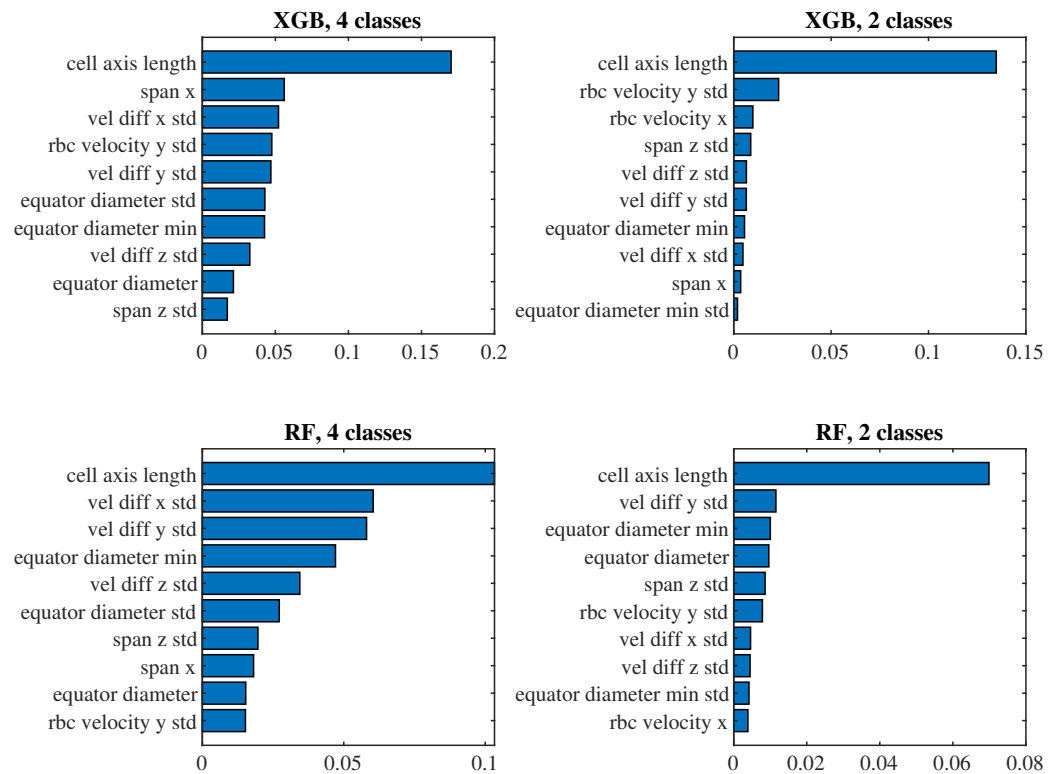 XGB, 4 classes
cell axis length
span x
vel diff x std
rbc velocity y std
vel diff y std
equator diameter std
equator diameter min
vel diff z std
equator diameter
span z std
0 0.05 0.1 0.15 0.2
XGB, 2 classes
cell axis length
rbc velocity y std
rbc velocity x
span z std
vel diff z std
vel diff y std
equator diameter min
vel diff x std
span x
equator diameter min std
0 0.05 0.1 0.15
RF, 4 classes
cell axis length
vel diff x std
vel diff y std
equator diameter min
vel diff z std
equator diameter std
span z std
span x
equator diameter
rbc velocity y std
0 0.05 0.1
RF, 2 classes
cell axis length
vel diff y std
equator diameter min
equator diameter
span z std
rbc velocity y std
vel diff x std
vel diff z std
equator diameter min std
rbc velocity x
0 0.02 0.04 0.06 0.08